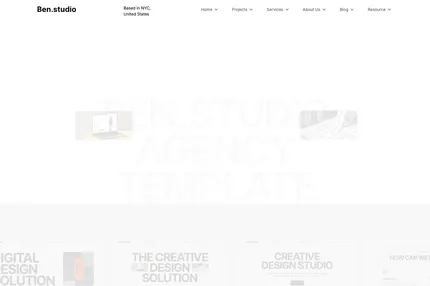 Ben.studio
Based in NYC,
United States
Home
Projects
Services
About Us
Blog
Resource
BEN.STUDIO
AGENCY
TEMPLATE
DIGITAL
DESIGN
SOLUTION
THE CREATIVE
DESIGN
SOLUTION
CREATIVE
DESIGN STUDIO
HOW CAN WE